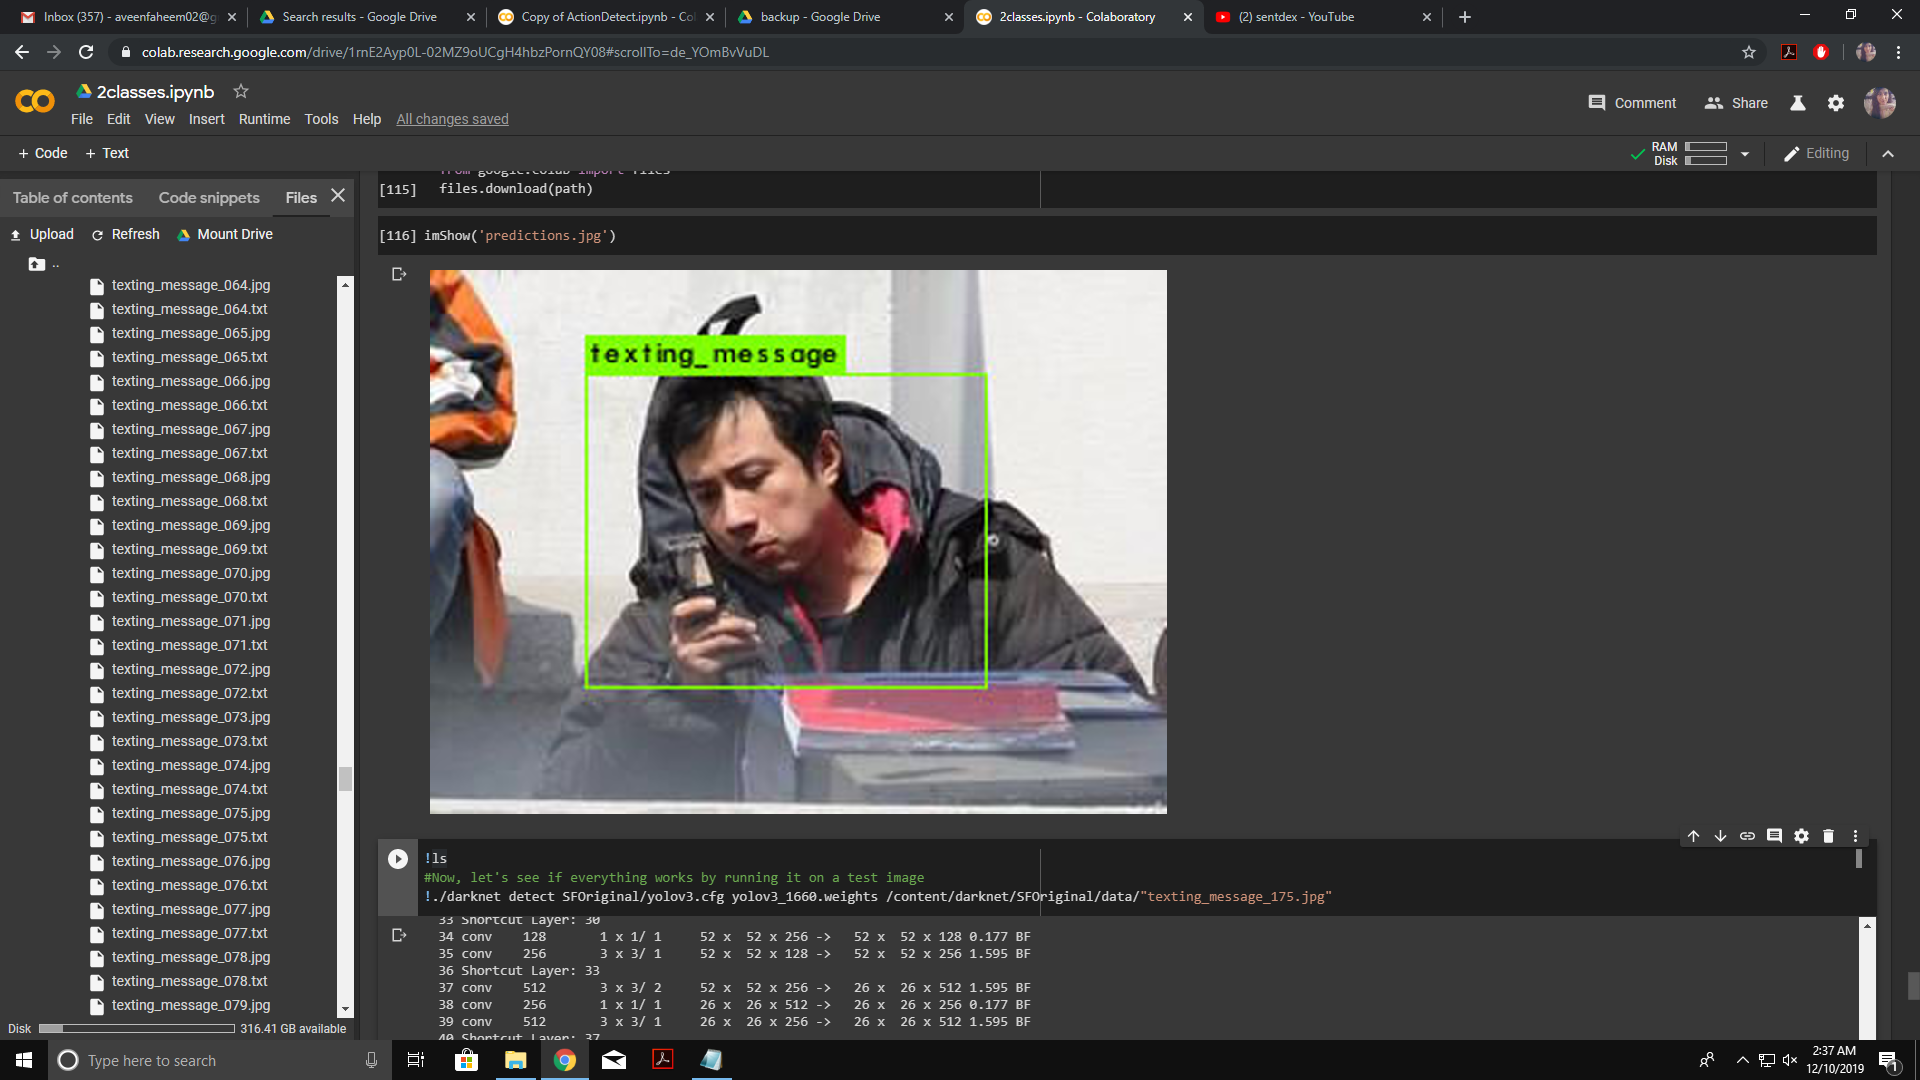 Inbox (357) - aveenfaheem02@g
Search results - Google Drive
Copy of ActionDetect.ipynb - Co
backup - Google Drive
2classes.ipynb - Colaboratory
(2) sentdex - YouTube
colab.research.google.com/drive/1rnE2Ayp0L-02MZ9oUCgH4hbzPornQY08#scrollTo=de_YOmBvVuDL
2classes.ipynb
Comment
Share
File Edit View Insert Runtime Tools Help All changes saved
+ Code + Text
RAM
Disk
Editing
Table of contents Code snippets Files
Upload Refresh Mount Drive
..
texting_message_064.jpg
texting_message_064.txt
texting_message_065.jpg
texting_message_065.txt
texting_message_066.jpg
texting_message_066.txt
texting_message_067.jpg
texting_message_067.txt
texting_message_068.jpg
texting_message_068.txt
texting_message_069.jpg
texting_message_069.txt
texting_message_070.jpg
texting_message_070.txt
texting_message_071.jpg
texting_message_071.txt
texting_message_072.jpg
texting_message_072.txt
texting_message_073.jpg
texting_message_073.txt
texting_message_074.jpg
texting_message_074.txt
texting_message_075.jpg
texting_message_075.txt
texting_message_076.jpg
texting_message_076.txt
texting_message_077.jpg
texting_message_077.txt
texting_message_078.jpg
texting_message_078.txt
texting_message_079.jpg
Disk 316.41 GB available
from google.colab import files
[115] files.download(path)
[116] imShow('predictions.jpg')
texting_message
!ls
#Now, let's see if everything works by running it on a test image
!./darknet detect SFOriginal/yolov3.cfg yolov3_1660.weights /content/darknet/SFOriginal/data/"texting_message_175.jpg"
33 Shortcut Layer: 30
34 conv 128 1 x 1/ 1 52 x 52 x 256 -> 52 x 52 x 128 0.177 BF
35 conv 256 3 x 3/ 1 52 x 52 x 128 -> 52 x 52 x 256 1.595 BF
36 Shortcut Layer: 33
37 conv 512 3 x 3/ 2 52 x 52 x 256 -> 26 x 26 x 512 1.595 BF
38 conv 256 1 x 1/ 1 26 x 26 x 512 -> 26 x 26 x 256 0.177 BF
39 conv 512 3 x 3/ 1 26 x 26 x 256 -> 26 x 26 x 512 1.595 BF
40 Shortcut Layer: 37
Type here to search
2:37 AM
12/10/2019
1